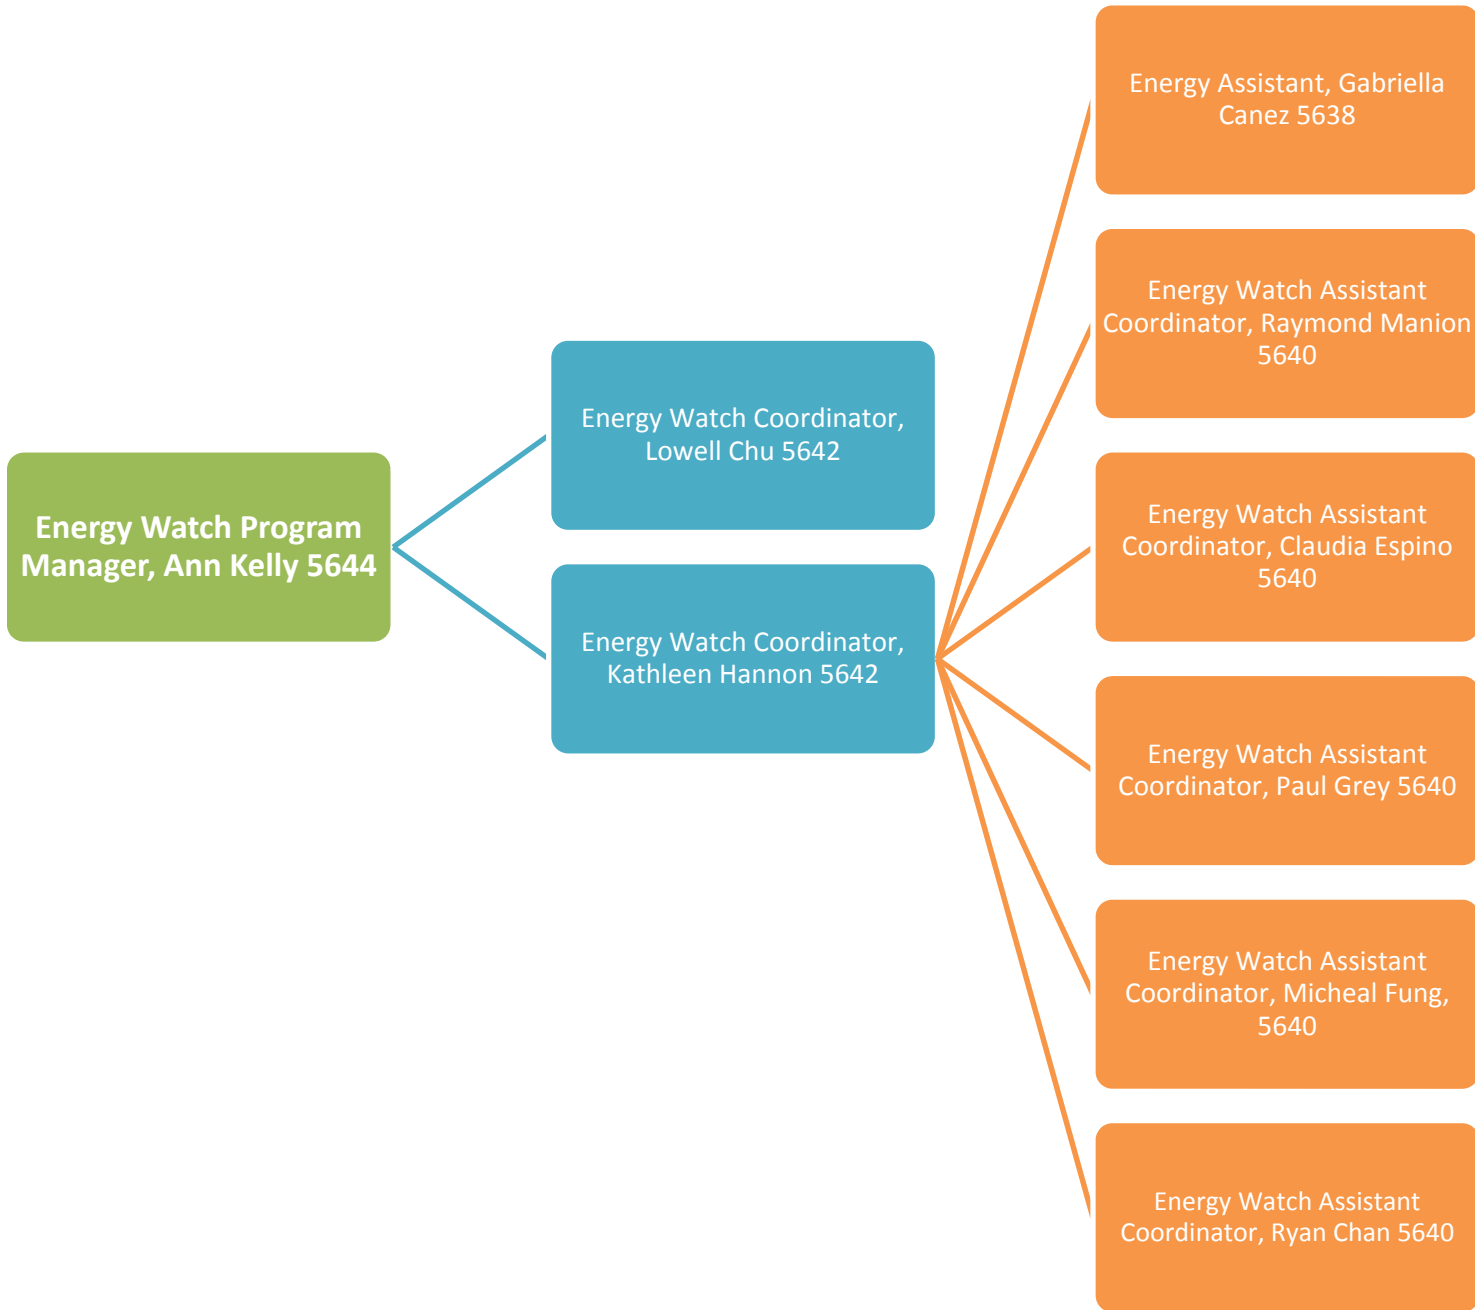 Energy Watch Program
Manager, Ann Kelly 5644
Energy Watch Coordinator,
Lowell Chu 5642
Energy Watch Coordinator,
Kathleen Hannon 5642
Energy Assistant, Gabriella
Canez 5638
Energy Watch Assistant
Coordinator, Raymond Manion
5640
Energy Watch Assistant
Coordinator, Claudia Espino
5640
Energy Watch Assistant
Coordinator, Paul Grey 5640
Energy Watch Assistant
Coordinator, Micheal Fung,
5640
Energy Watch Assistant
Coordinator, Ryan Chan 5640